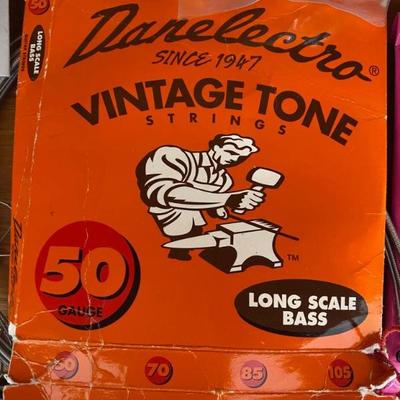 50
LONG SCALE
BASS
Danelectro®
SINCE 1947
VINTAGE TONE
STRINGS
™
50
GAUGE
LONG SCALE
BASS
50 70 85 105